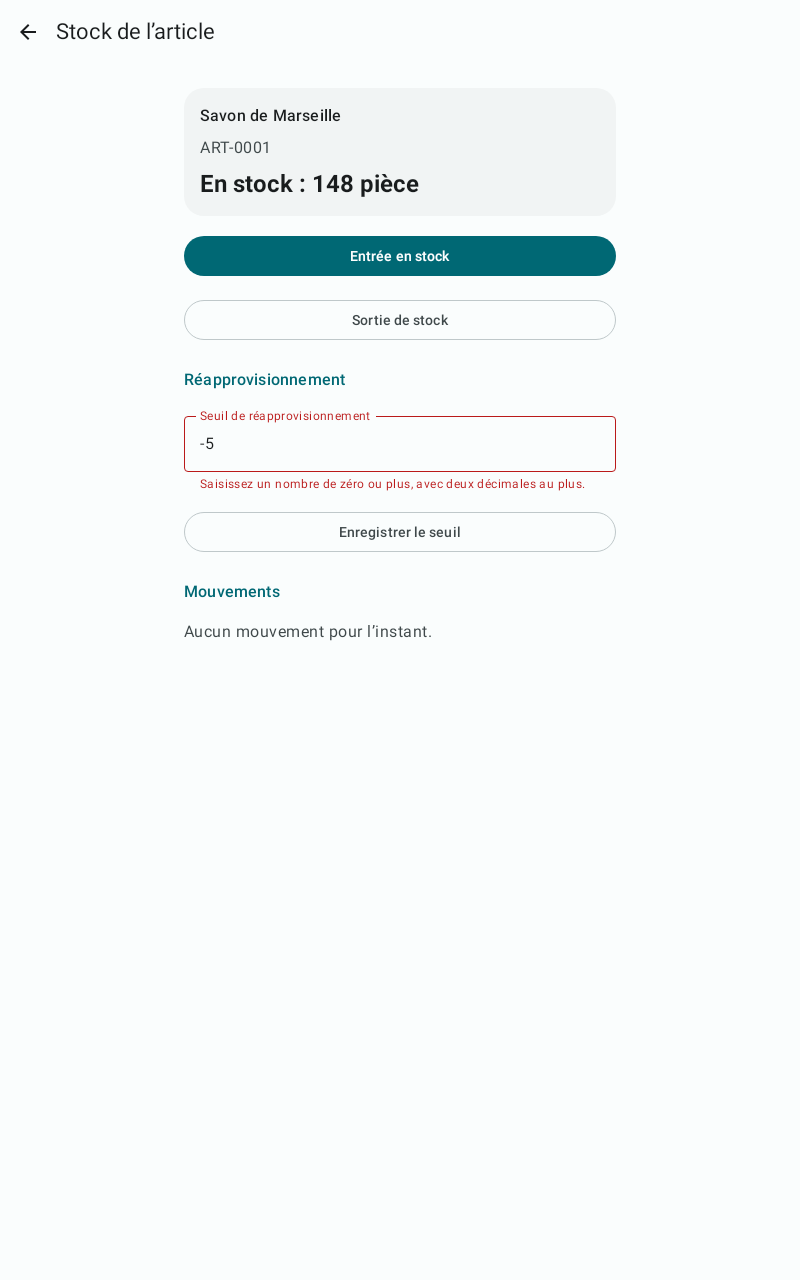 Stock de l’article
Savon de Marseille
ART-0001
En stock : 148 pièce
Entrée en stock
Sortie de stock
Réapprovisionnement
Seuil de réapprovisionnement
-5
Saisissez un nombre de zéro ou plus, avec deux décimales au plus.
Enregistrer le seuil
Mouvements
Aucun mouvement pour l’instant.